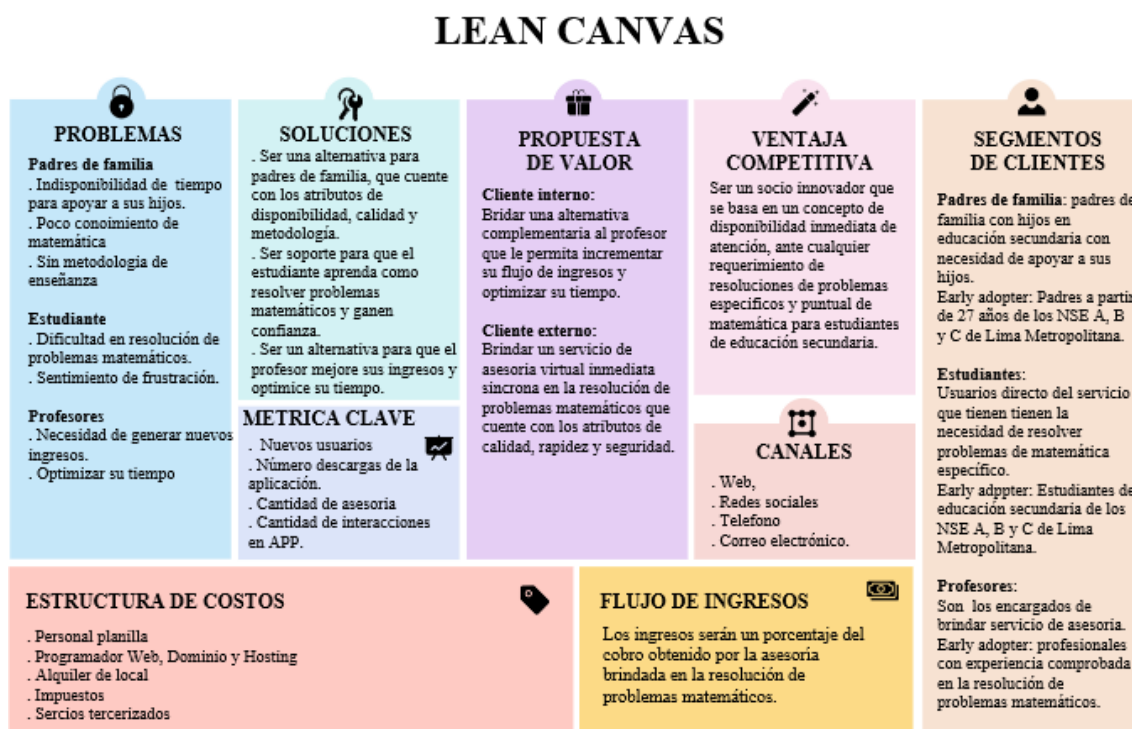 LEAN CANVAS
PROBLEMAS
Padres de familia
. Indisponibilidad de tiempo
para apoyar a sus hijos.
. Poco conoimiento de
matemática
. Sin metodologia de
enseñanza
Estudiante
. Dificultad en resolución de
problemas matemáticos.
. Sentimiento de frustración.
Profesores
. Necesidad de generar nuevos
ingresos.
. Optimizar su tiempo
SOLUCIONES
. Ser una alternativa para
padres de familia, que cuente
con los atributos de
disponibilidad, calidad y
metodología.
. Ser soporte para que el
estudiante aprenda como
resolver problemas
matemáticos y ganen
confianza.
. Ser un alternativa para que el
profesor mejore sus ingresos y
optimice su tiempo.
METRICA CLAVE
. Nuevos usuarios
. Número descargas de la
aplicación.
. Cantidad de asesoria
. Cantidad de interacciones
en APP.
PROPUESTA
DE VALOR
Cliente interno:
Bridar una alternativa
complementaria al profesor
que le permita incrementar
su flujo de ingresos y
optimizar su tiempo.
Cliente externo:
Brindar un servicio de
asesoria virtual inmediata
sincrona en la resolución de
problemas matemáticos que
cuente con los atributos de
calidad, rapidez y seguridad.
VENTAJA
COMPETITIVA
Ser un socio innovador que
se basa en un concepto de
disponibilidad inmediata de
atención, ante cualquier
requerimiento de
resoluciones de problemas
especificos y puntual de
matemática para estudiantes
de educación secundaria.
CANALES
. Web,
. Redes sociales
. Telefono
. Correo electrónico.
SEGMENTOS
DE CLIENTES
Padres de familia: padres de
familia con hijos en
educación secundaria con
necesidad de apoyar a sus
hijos.
Early adopter: Padres a partir
de 27 años de los NSE A, B
y C de Lima Metropolitana.
Estudiantes:
Usuarios directo del servicio
que tienen tienen la
necesidad de resolver
problemas de matemática
específico.
Early adppter: Estudiantes de
educación secundaria de los
NSE A, B y C de Lima
Metropolitana.
Profesores:
Son los encargados de
brindar servicio de asesoria.
Early adopter: profesionales
con experiencia comprobada
en la resolución de
problemas matemáticos.
ESTRUCTURA DE COSTOS
. Personal planilla
. Programador Web, Dominio y Hosting
. Alquiler de local
. Impuestos
. Sercios tercerizados
FLUJO DE INGRESOS
Los ingresos serán un porcentaje del
cobro obtenido por la asesoria
brindada en la resolución de
problemas matemáticos.